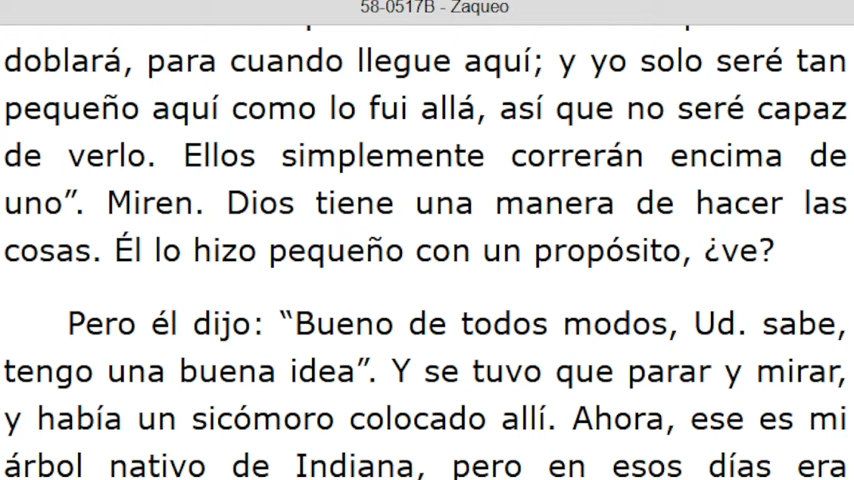 58-0517B - Zaqueo
doblará, para cuando llegue aquí; y yo solo seré tan
pequeño aquí como lo fui allá, así que no seré capaz
de verlo. Ellos simplemente correrán encima de
uno”. Miren. Dios tiene una manera de hacer las
cosas. Él lo hizo pequeño con un propósito, ¿ve?
Pero él dijo: “Bueno de todos modos, Ud. sabe,
tengo una buena idea”. Y se tuvo que parar y mirar,
y había un sicómoro colocado allí. Ahora, ese es mi
árbol nativo de Indiana, pero en esos días era